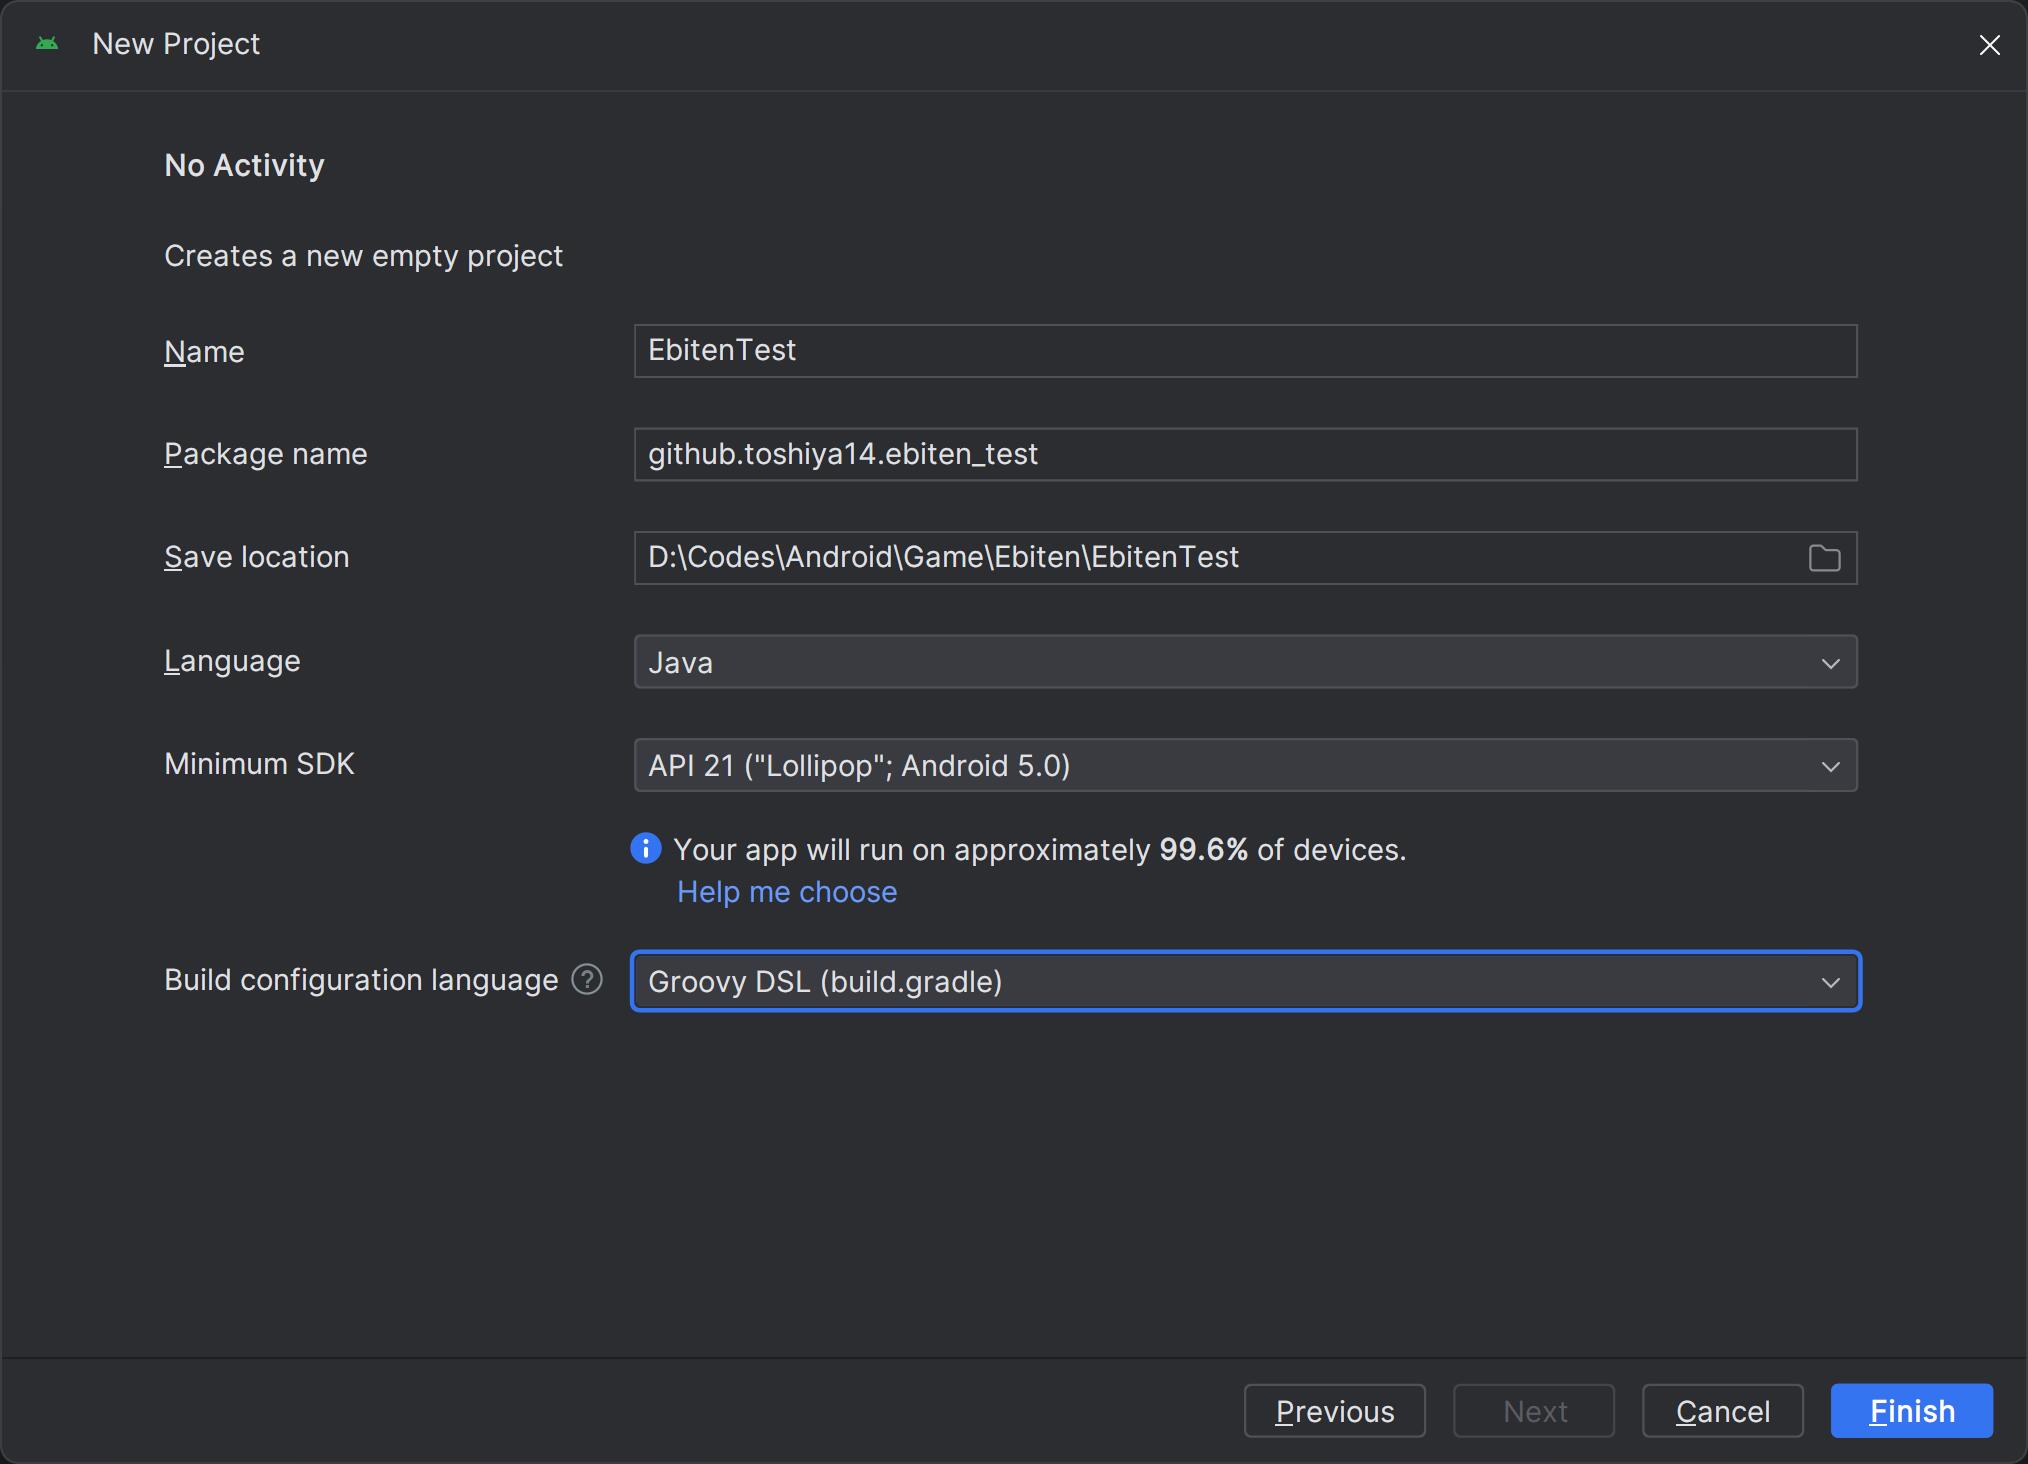 New Project
No Activity
Creates a new empty project
Name
EbitenTest
Package name
github.toshiya14.ebiten_test
Save location
D:\Codes\Android\Game\Ebiten\EbitenTest
Language
Java
Minimum SDK
API 21 ("Lollipop"; Android 5.0)
Your app will run on approximately 99.6% of devices.
Help me choose
Build configuration language ?
Groovy DSL (build.gradle)
Previous
Next
Cancel
Finish